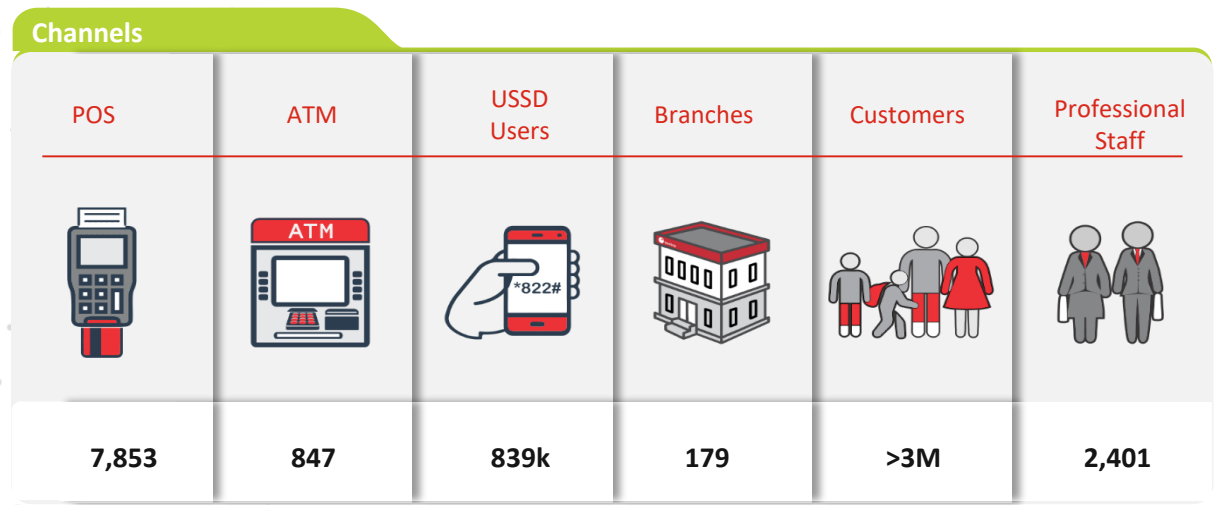 Channels
POS
ATM
USSD
Users
Branches
Customers
Professional
Staff
ATM
*822#
7,853
847
839k
179
>3M
2,401